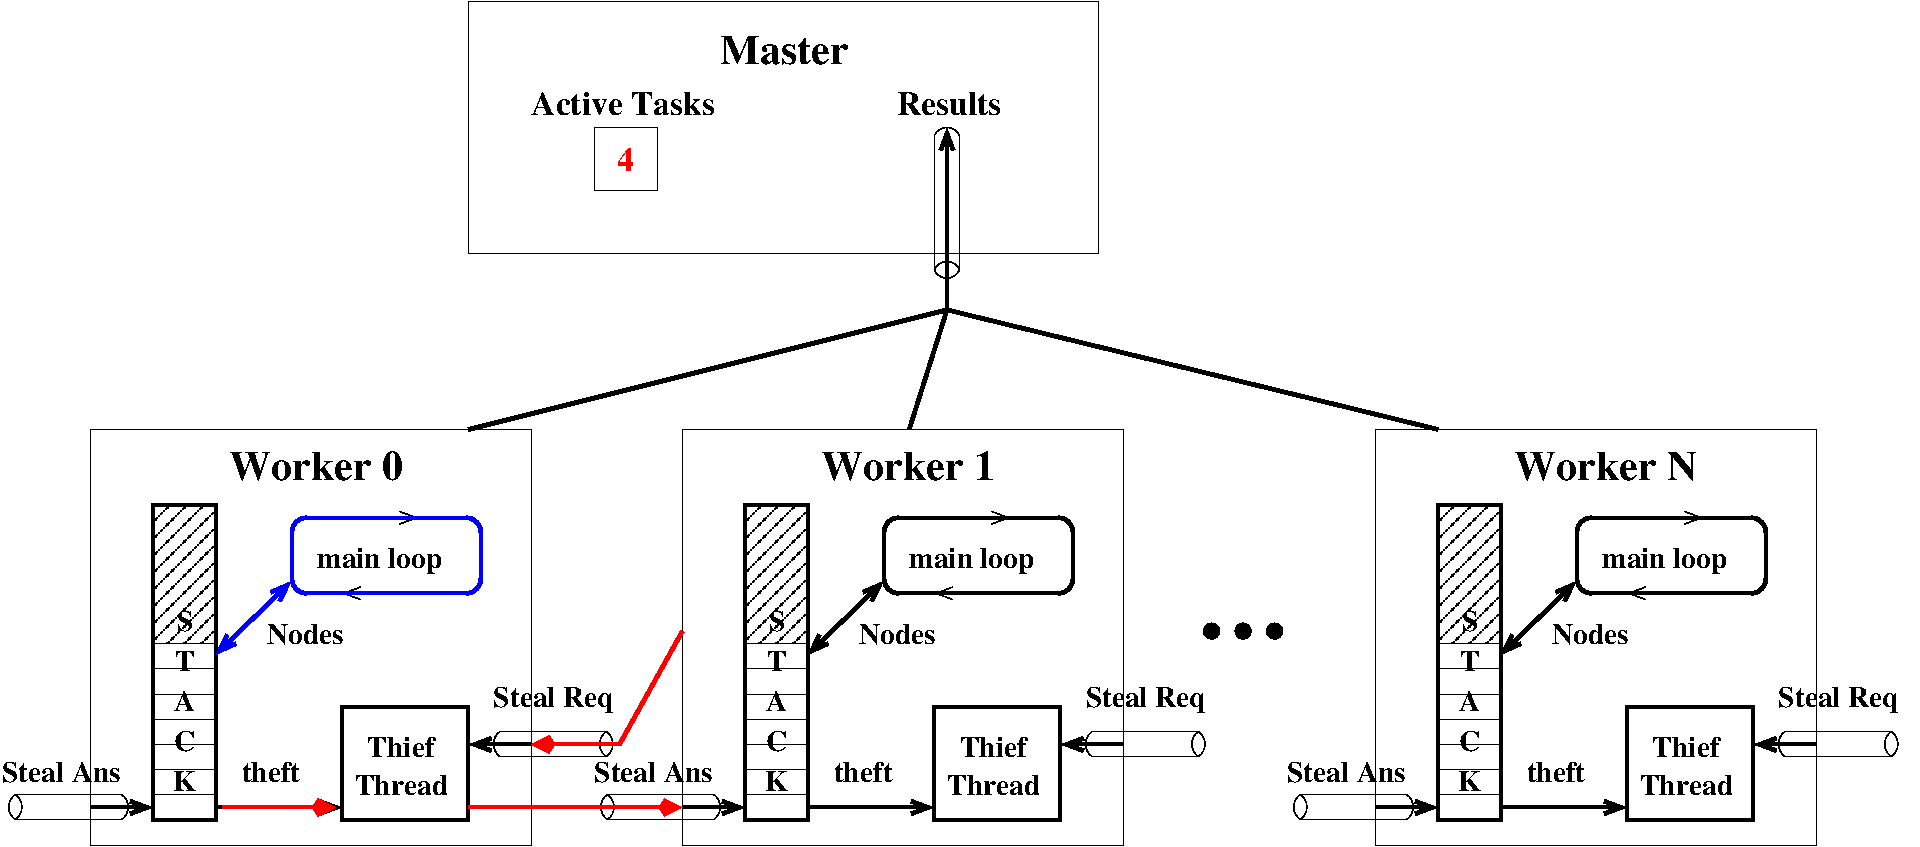 Master
Active Tasks
Results
4
Worker 0
main loop
Nodes
S
T
A
C
K
Steal Req
Thief
Thread
Steal Ans
theft
Worker 1
main loop
Nodes
S
T
A
C
K
Steal Req
Thief
Thread
Steal Ans
theft
Worker N
main loop
Nodes
S
T
A
C
K
Steal Req
Thief
Thread
Steal Ans
theft